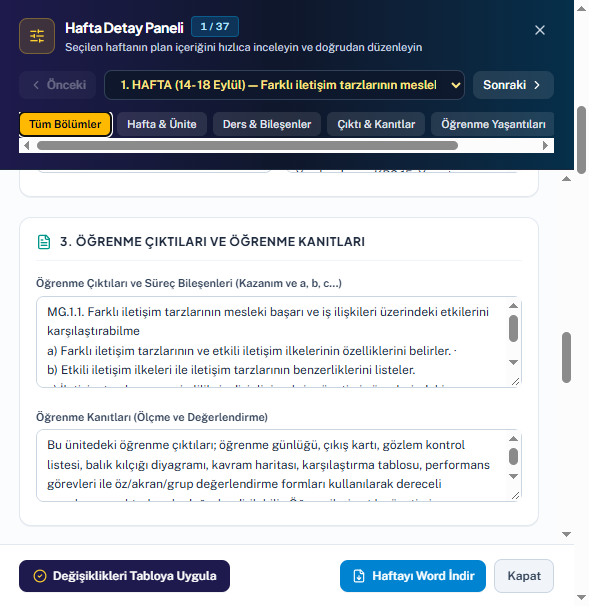 Hafta Detay Paneli 1 / 37
Seçilen haftanın plan içeriğini hızlıca inceleyin ve doğrudan düzenleyin
Önceki
1. HAFTA (14-18 Eylül) — Farklı iletişim tarzlarının meslel
Sonraki
Tüm Bölümler
Hafta & Ünite
Ders & Bileşenler
Çıktı & Kanıtlar
Öğrenme Yaşantıları
3. ÖĞRENME ÇIKTILARI VE ÖĞRENME KANITLARI
Öğrenme Çıktıları ve Süreç Bileşenleri (Kazanım ve a, b, c...)
MG.1.1. Farklı iletişim tarzlarının mesleki başarı ve iş ilişkileri üzerindeki etkilerini
karşılaştırabilme
a) Farklı iletişim tarzlarının ve etkili iletişim ilkelerinin özelliklerini belirler. ·
b) Etkili iletişim ilkeleri ile iletişim tarzlarının benzerliklerini listeler.
Öğrenme Kanıtları (Ölçme ve Değerlendirme)
Bu ünitedeki öğrenme çıktıları; öğrenme günlüğü, çıkış kartı, gözlem kontrol
listesi, balık kılçığı diyagramı, kavram haritası, karşılaştırma tablosu, performans
görevleri ile öz/akran/grup değerlendirme formları kullanılarak dereceli
Değişiklikleri Tabloya Uygula
Haftayı Word İndir
Kapat